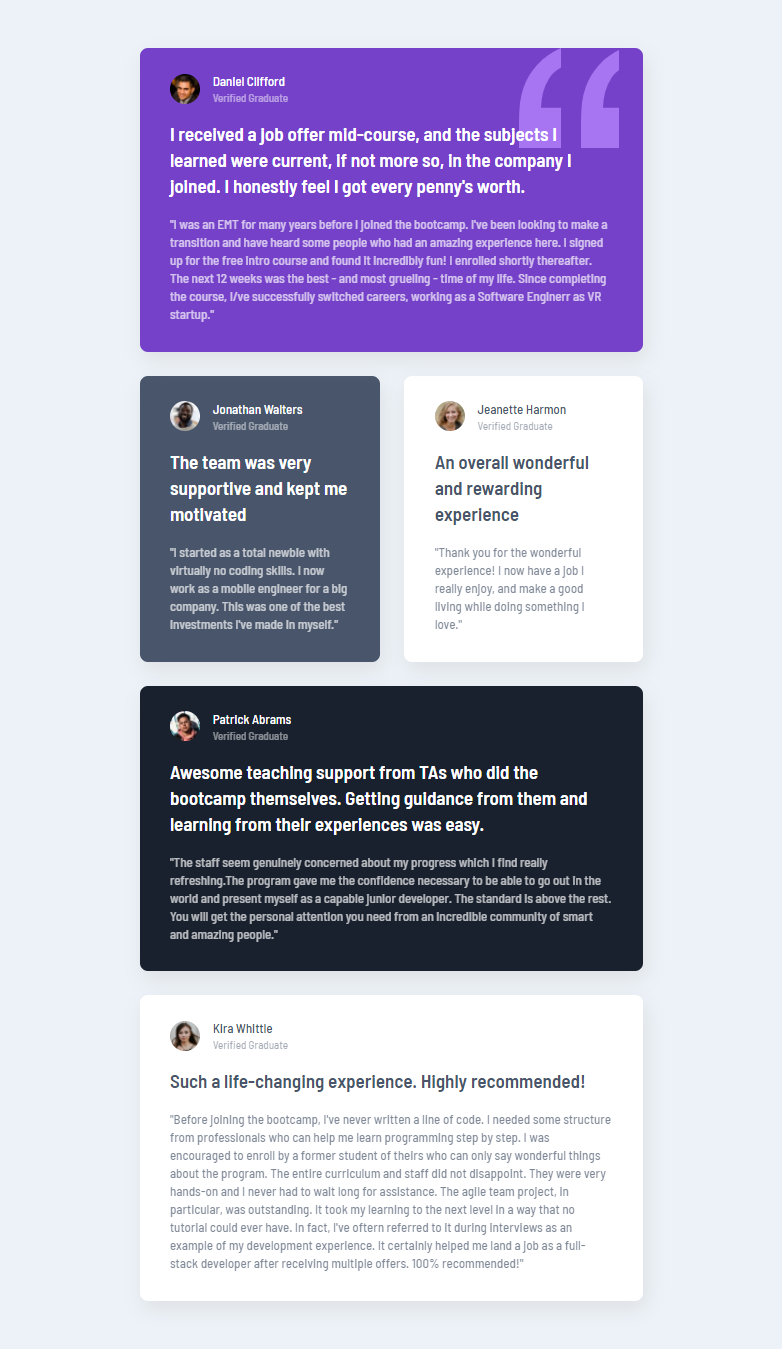 Daniel Clifford
Verified Graduate
I received a job offer mid-course, and the subjects I
learned were current, if not more so, in the company I
joined. I honestly feel I got every penny's worth.
"I was an EMT for many years before I joined the bootcamp. I've been looking to make a
transition and have heard some people who had an amazing experience here. I signed
up for the free intro course and found it incredibly fun! I enrolled shortly thereafter.
The next 12 weeks was the best - and most grueling - time of my life. Since completing
the course, I/ve successfully switched careers, working as a Software Enginerr as VR
startup."
Jonathan Walters
Verified Graduate
The team was very
supportive and kept me
motivated
"I started as a total newbie with
virtually no coding skills. I now
work as a mobile engineer for a big
company. This was one of the best
investments I've made in myself."
Jeanette Harmon
Verified Graduate
An overall wonderful
and rewarding
experience
"Thank you for the wonderful
experience! I now have a job I
really enjoy, and make a good
living while doing something I
love."
Patrick Abrams
Verified Graduate
Awesome teaching support from TAs who did the
bootcamp themselves. Getting guidance from them and
learning from their experiences was easy.
"The staff seem genuinely concerned about my progress which I find really
refreshing.The program gave me the confidence necessary to be able to go out in the
world and present myself as a capable junior developer. The standard is above the rest.
You will get the personal attention you need from an incredible community of smart
and amazing people."
Kira Whittle
Verified Graduate
Such a life-changing experience. Highly recommended!
"Before joining the bootcamp, I've never written a line of code. I needed some structure
from professionals who can help me learn programming step by step. I was
encouraged to enroll by a former student of theirs who can only say wonderful things
about the program. The entire curriculum and staff did not disappoint. They were very
hands-on and I never had to wait long for assistance. The agile team project, in
particular, was outstanding. It took my learning to the next level in a way that no
tutorial could ever have. In fact, I've oftern referred to it during interviews as an
example of my development experience. It certainly helped me land a job as a full-
stack developer after receiving multiple offers. 100% recommended!"